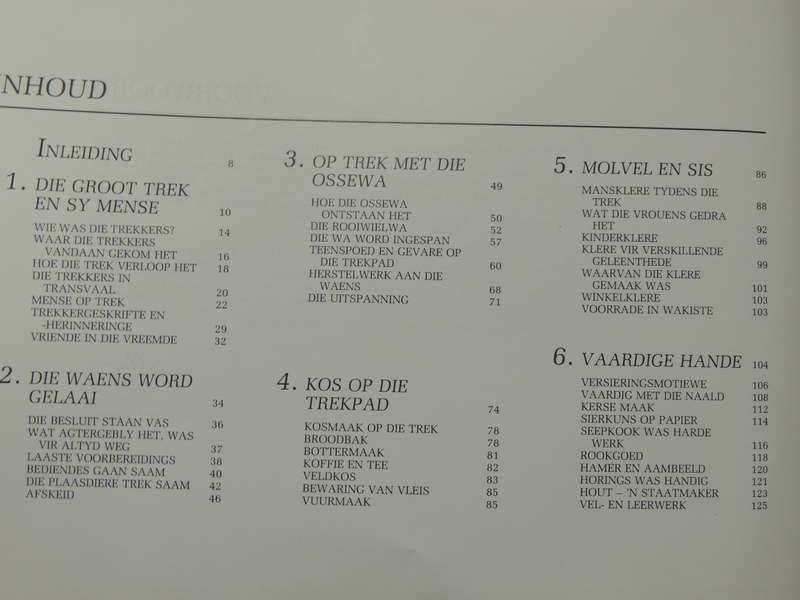 NHOUD
INLEIDING 8
1. DIE GROOT TREK
EN SY MENSE 10
WIE WAS DIE TREKKERS? 14
WAAR DIE TREKKERS
VANDAAN GEKOM HET 16
HOE DIE TREK VERLOOP HET 18
DIE TREKKERS IN
TRANSVAAL 20
MENSE OP TREK 22
TREKKERGESKRIFTE EN
-HERINNERINGE 29
VRIENDE IN DIE VREEMDE 32
2. DIE WAENS WORD
GELAAI 34
DIE BESLUIT STAAN VAS 36
WAT AGTERGEBLY HET, WAS
VIR ALTYD WEG 37
LAASTE VOORBEREIDINGS 38
BEDIENDES GAAN SAAM 40
DIE PLAASDIERE TREK SAAM 42
AFSKEID 46
3. OP TREK MET DIE
OSSEWA 49
HOE DIE OSSEWA
ONTSTAAN HET 50
DIE ROOIWIELWA 52
DIE WA WORD INGESPAN 57
TEENSPOED EN GEVARE OP
DIE TREKPAD 60
HERSTELWERK AAN DIE
WAENS 68
DIE UITSPANNING 71
4. KOS OP DIE
TREKPAD 74
KOSMAAK OP DIE TREK 78
BROODBAK 78
BOTTERMAAK 81
KOFFIE EN TEE 82
VELDKOS 83
BEWARING VAN VLEIS 85
VUURMAAK 85
5. MOLVEL EN SIS 86
MANSKLERE TYDENS DIE
TREK 88
WAT DIE VROUENS GEDRA
HET 92
KINDERKLERE 96
KLERE VIR VERSKILLENDE
GELEENTHEDE 99
WAARVAN DIE KLERE
GEMAAK WAS 101
WINKELKLERE 103
VOORRADE IN WAKISTE 103
6. VAARDIGE HANDE 104
VERSIERINGSMOTIEWE 106
VAARDIG MET DIE NAALD 108
KERSE MAAK 112
SIERKUNS OP PAPIER 114
SEEPKOOK WAS HARDE
WERK 116
ROOKGOED 118
HAMER EN AAMBEELD 120
HORINGS WAS HANDIG 121
HOUT – 'N STAATMAKER 123
VEL- EN LEERWERK 125